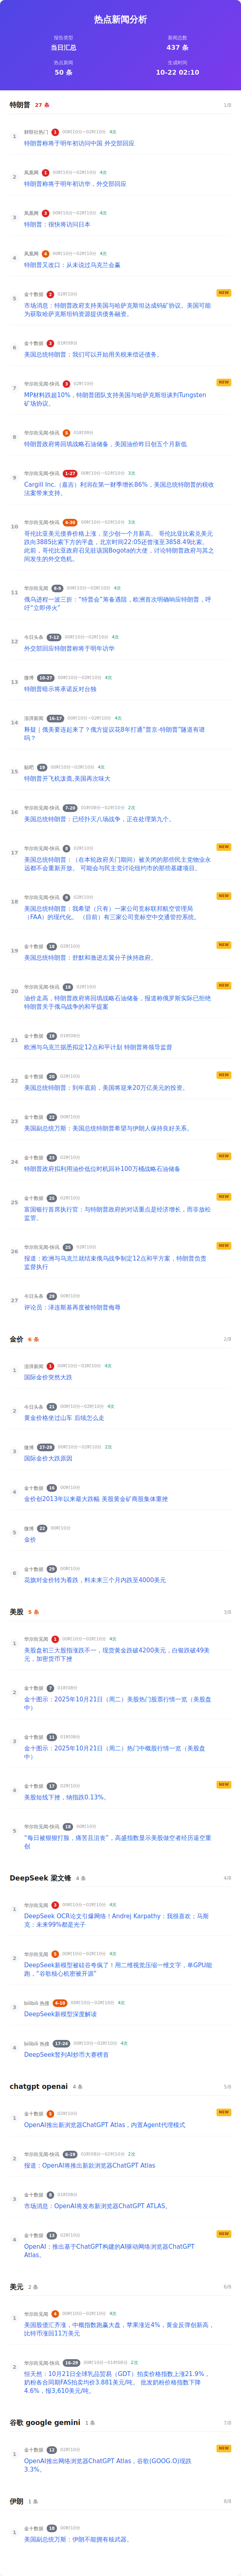 热点新闻分析
报告类型
当日汇总
新闻总数
437 条
热点新闻
50 条
生成时间
10-22 02:10
特朗普 27 条 1/8
1 财联社热门 1 00时10分~02时10分 4次
特朗普称将于明年初访问中国 外交部回应
2 凤凰网 1 00时10分~02时10分 4次
特朗普称将于明年初访华，外交部回应
3 凤凰网 3 00时10分~02时10分 4次
特朗普：很快将访问日本
4 凤凰网 4 00时10分~02时10分 4次
特朗普又改口：从未说过乌克兰会赢
5 金十数据 2 02时10分 NEW
市场消息：特朗普政府支持美国与哈萨克斯坦达成钨矿协议。美国可能
为获取哈萨克斯坦钨资源提供债务融资。
6 金十数据 3 01时08分
美国总统特朗普：我们可以开始用关税来偿还债务。
7 华尔街见闻-快讯 3 02时10分 NEW
MP材料跌超10%，特朗普团队支持美国与哈萨克斯坦谈判Tungsten
矿场协议。
8 华尔街见闻-快讯 5 01时08分
特朗普政府将回填战略石油储备，美国油价昨日创五个月新低
9 华尔街见闻-快讯 1-27 00时10分~02时10分 3次
Cargill Inc.（嘉吉）利润在第一财季增长86%，美国总统特朗普的税收
法案带来支持。
10 华尔街见闻-快讯 4-30 00时10分~02时10分 3次
哥伦比亚美元债券价格上涨，至少创一个月新高。 哥伦比亚比索兑美元
跌向3885比索下方的平盘，北京时间22:05还曾涨至3858.49比索。
此前，哥伦比亚政府召见驻该国Bogota的大使，讨论特朗普政府与其之
间发生的外交危机。
11 华尔街见闻 6-9 00时10分~02时10分 4次
俄乌进程一波三折：“特普会”筹备遇阻，欧洲首次明确响应特朗普，呼
吁“立即停火”
12 今日头条 7-12 00时10分~02时10分 4次
外交部回应特朗普称将于明年访华
13 微博 10-27 00时10分~02时10分 4次
特朗普暗示将承诺反对台独
14 澎湃新闻 16-17 00时10分~02时10分 4次
释疑｜俄美要连起来了？俄方提议花8年打通“普京-特朗普”隧道有谱
吗？
15 贴吧 19 00时10分~02时10分 4次
特朗普开飞机泼粪,美国再次味大
16 华尔街见闻-快讯 7-28 01时08分~02时10分 2次
美国总统特朗普：已经扑灭八场战争，正在处理第九个。
17 华尔街见闻-快讯 8 02时10分 NEW
美国总统特朗普：（在本轮政府关门期间）被关闭的那些民主党物业永
远都不会重新开放。 可能会与民主党讨论纽约市的那些基建项目。
18 华尔街见闻-快讯 9 02时10分 NEW
美国总统特朗普：我希望（只有）一家公司竞标联邦航空管理局
（FAA）的现代化。 （目前）有三家公司竞标空中交通管控系统。
19 金十数据 18 02时10分 NEW
美国总统特朗普：舒默和激进左翼分子扶持政府。
20 华尔街见闻-快讯 18 02时10分 NEW
油价走高，特朗普政府将回填战略石油储备，报道称俄罗斯实际已拒绝
特朗普关于俄乌战争的和平提案
21 金十数据 19 01时08分
欧洲与乌克兰据悉拟定12点和平计划 特朗普将领导监督
22 金十数据 20 02时10分 NEW
美国总统特朗普：到年底前，美国将迎来20万亿美元的投资。
23 金十数据 22 00时10分
美国副总统万斯：美国总统特朗普希望与伊朗人保持良好关系。
24 金十数据 23 02时10分 NEW
特朗普政府拟利用油价低位时机回补100万桶战略石油储备
25 金十数据 25 02时10分 NEW
富国银行首席执行官：与特朗普政府的对话重点是经济增长，而非放松
监管。
26 华尔街见闻-快讯 25 02时10分 NEW
报道：欧洲与乌克兰就结束俄乌战争制定12点和平方案，特朗普负责
监督执行
27 今日头条 29 00时10分
评论员：泽连斯基再度被特朗普侮辱
金价 6 条 2/8
1 澎湃新闻 1 00时10分~02时10分 4次
国际金价突然大跌
2 今日头条 21 00时10分~02时10分 4次
黄金价格坐过山车 后续怎么走
3 微博 27-28 00时10分~02时10分 2次
国际金价大跌原因
4 金十数据 16 00时10分
金价创2013年以来最大跌幅 美股黄金矿商股集体重挫
5 微博 22 00时10分
金价
6 金十数据 28 00时10分
花旗对金价转为看跌，料未来三个月内跌至4000美元
美股 5 条 3/8
1 华尔街见闻 1 00时10分~02时10分 4次
美股盘初三大股指涨跌不一，现货黄金跌破4200美元，白银跌破49美
元，加密货币下挫
2 金十数据 7 01时08分
金十图示：2025年10月21日（周二）美股热门股票行情一览（美股盘
中）
3 金十数据 11 01时08分
金十图示：2025年10月21日（周二）热门中概股行情一览（美股盘
中）
4 金十数据 17 02时10分 NEW
美股短线下挫，纳指跌0.13%。
5 华尔街见闻-快讯 18 00时10分
“每日被狠狠打脸，痛苦且沮丧”，高盛指数显示美股做空者经历逼空重
创
DeepSeek 梁文锋 4 条 4/8
1 华尔街见闻 3 00时10分~02时10分 4次
DeepSeek OCR论文引爆网络！Andrej Karpathy：我很喜欢；马斯
克：未来99%都是光子
2 华尔街见闻 5 00时10分~02时10分 4次
DeepSeek新模型被硅谷夸疯了！用二维视觉压缩一维文字，单GPU能
跑，“谷歌核心机密被开源”
3 bilibili 热搜 4-10 00时10分~02时10分 4次
DeepSeek新模型深度解读
4 bilibili 热搜 17-24 00时10分~02时10分 4次
DeepSeek暂列AI炒币大赛榜首
chatgpt openai 4 条 5/8
1 金十数据 5 02时10分 NEW
OpenAI推出新浏览器ChatGPT Atlas，内置Agent代理模式
2 华尔街见闻-快讯 6-19 01时08分~02时10分 2次
报道：OpenAI将推出新款浏览器ChatGPT Atlas
3 金十数据 8 01时08分
市场消息：OpenAI将发布新浏览器ChatGPT ATLAS。
4 金十数据 13 02时10分 NEW
OpenAI：推出基于ChatGPT构建的AI驱动网络浏览器ChatGPT
Atlas。
美元 2 条 6/8
1 华尔街见闻 4 00时10分~02时10分 4次
美国股债汇齐涨，中概指数跑赢大盘，苹果涨近4%，黄金反弹创新高，
比特币涨回11万美元
2 华尔街见闻-快讯 16-29 00时10分~01时08分 2次
恒天然：10月21日全球乳品贸易（GDT）拍卖价格指数上涨21.9%，
奶粉各合同期FAS拍卖均价3.881美元/吨。 批发奶粉价格指数下降
4.6%，报3,610美元/吨。
谷歌 google gemini 1 条 7/8
1 金十数据 12 02时10分 NEW
OpenAI推出网络浏览器ChatGPT Atlas，谷歌(GOOG.O)现跌
3.3%。
伊朗 1 条 8/8
1 金十数据 18 00时10分
美国副总统万斯：伊朗不能拥有核武器。